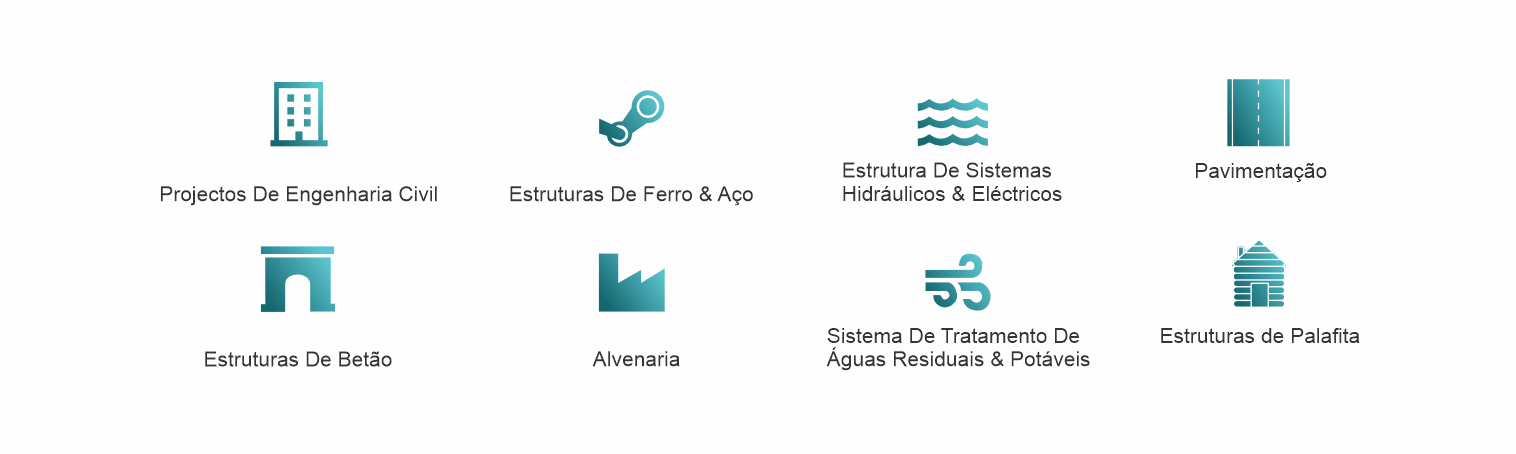 Projectos De Engenharia Civil
Estruturas De Ferro & Aço
Estrutura De Sistemas
Hidráulicos & Eléctricos
Pavimentação
Estruturas De Betão
Alvenaria
Sistema De Tratamento De
Águas Residuais & Potáveis
Estruturas de Palafita